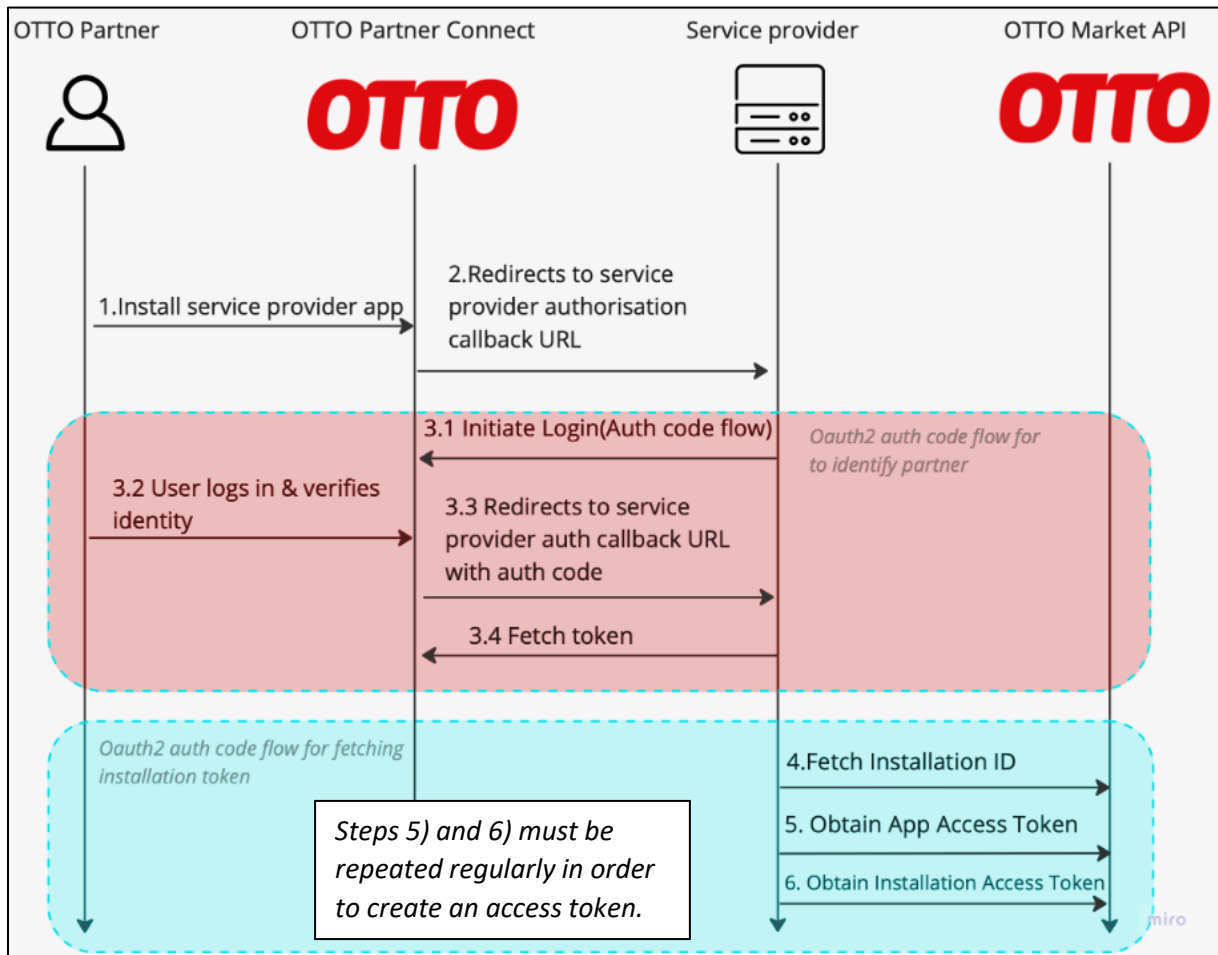 OTTO Partner
OTTO Partner Connect
Service provider
OTTO Market API
OTTO
OTTO
1.Install service provider app
2.Redirects to service
provider authorisation
callback URL
3.1 Initiate Login(Auth code flow)
Oauth2 auth code flow for
to identify partner
3.2 User logs in & verifies
identity
3.3 Redirects to service
provider auth callback URL
with auth code
3.4 Fetch token
Oauth2 auth code flow for fetching
installation token
4.Fetch Installation ID
5. Obtain App Access Token
6. Obtain Installation Access Token
Steps 5) and 6) must be
repeated regularly in order
to create an access token.
miro